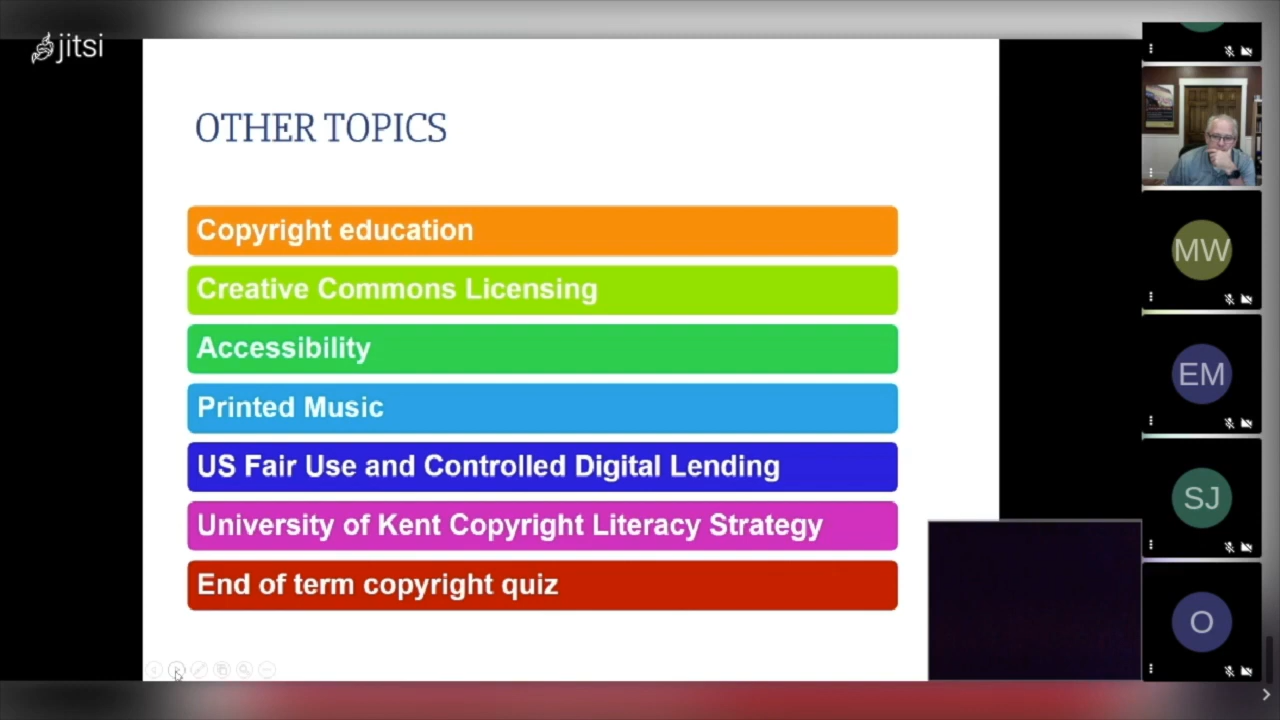 jitsi
OTHER TOPICS
Copyright education
Creative Commons Licensing
Accessibility
Printed Music
US Fair Use and Controlled Digital Lending
University of Kent Copyright Literacy Strategy
End of term copyright quiz
MW
EM
SJ
O